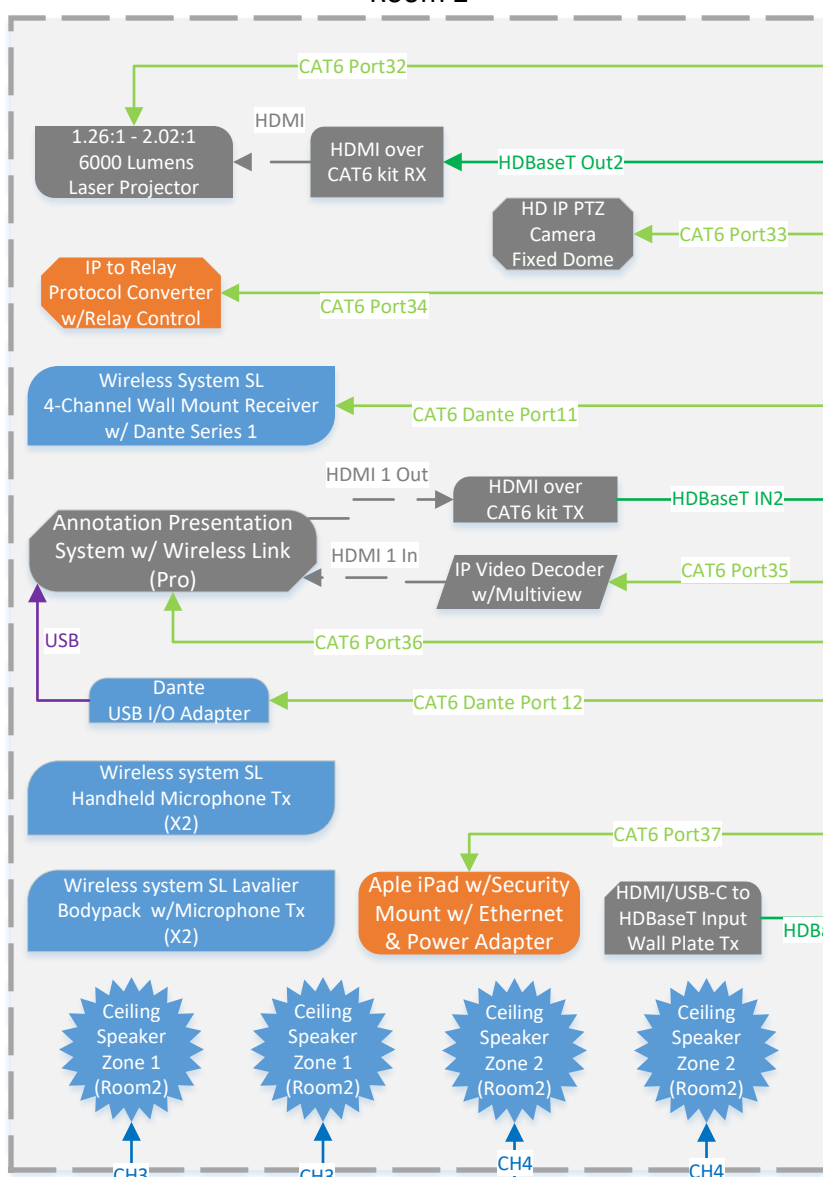 CAT6 Port32
1.26:1 - 2.02:1
6000 Lumens
Laser Projector
HDMI
HDMI over
CAT6 kit RX
HDBaseT Out2
HD IP PTZ
Camera
Fixed Dome
CAT6 Port33
IP to Relay
Protocol Converter
w/Relay Control
CAT6 Port34
Wireless System SL
4-Channel Wall Mount Receiver
w/ Dante Series 1
CAT6 Dante Port11
HDMI 1 Out
HDMI over
CAT6 kit TX
HDBaseT IN2
Annotation Presentation
System w/ Wireless Link
(Pro)
HDMI 1 In
IP Video Decoder
w/Multiview
CAT6 Port35
CAT6 Port36
USB
Dante
USB I/O Adapter
CAT6 Dante Port 12
Wireless system SL
Handheld Microphone Tx
(X2)
CAT6 Port37
Wireless system SL Lavalier
Bodypack w/Microphone Tx
(X2)
Aple iPad w/Security
Mount w/ Ethernet
& Power Adapter
HDMI/USB-C to
HDBaseT Input
Wall Plate Tx
Ceiling
Speaker
Zone 1
(Room2)
Ceiling
Speaker
Zone 1
(Room2)
Ceiling
Speaker
Zone 2
(Room2)
Ceiling
Speaker
Zone 2
(Room2)
CH3
CH3
CH4
CH4